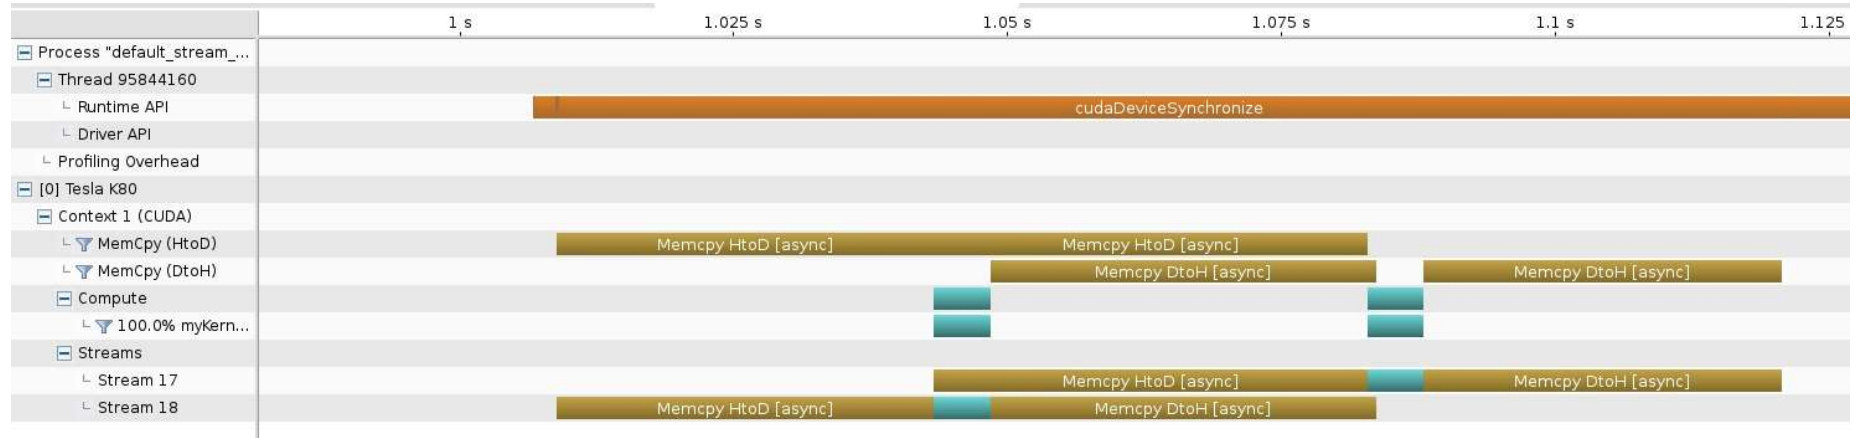 1 s 1.025 s 1.05 s 1.075 s 1.1 s 1.125
Process "default_stream_...
Thread 95844160
Runtime API cudaDeviceSynchronize
Driver API
Profiling Overhead
[0] Tesla K80
Context 1 (CUDA)
MemCpy (HtoD) Memcpy HtoD [async] Memcpy HtoD [async]
MemCpy (DtoH) Memcpy DtoH [async] Memcpy DtoH [async]
Compute
100.0% myKern...
Streams
Stream 17 Memcpy HtoD [async] Memcpy DtoH [async]
Stream 18 Memcpy HtoD [async] Memcpy DtoH [async]